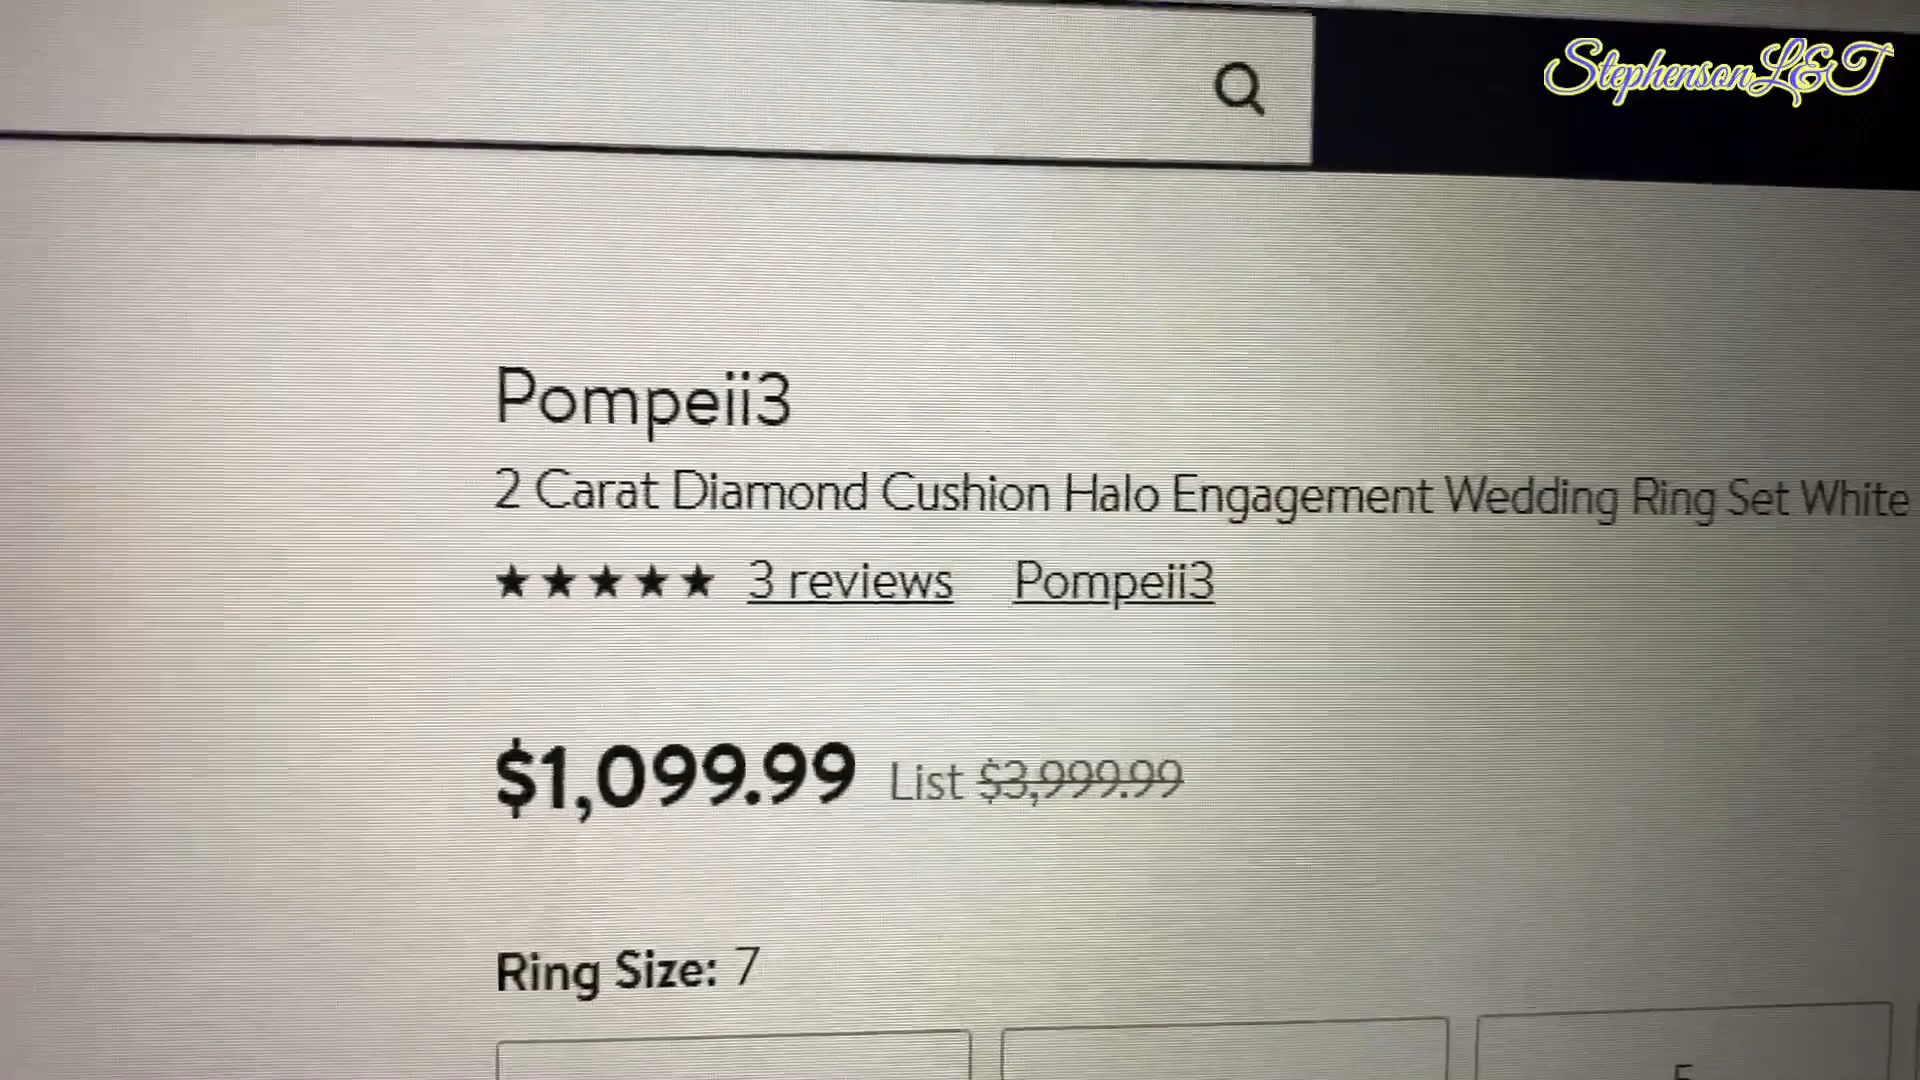 StephensonL&T
Pompeii3
2 Carat Diamond Cushion Halo Engagement Wedding Ring Set White
★★★★★ 3 reviews Pompeii3
$1,099.99 List $3,999.99
Ring Size: 7